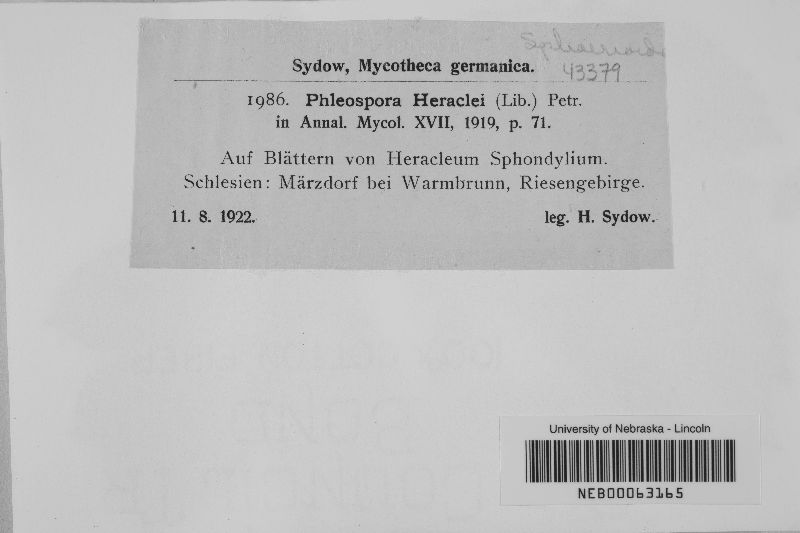 Sydow, Mycotheca germanica.
43379
1986. Phleospora Heraclei (Lib.) Petr.
in Annal. Mycol. XVII, 1919, p. 71.
Auf Blättern von Heracleum Sphondylium.
Schlesien: Märzdorf bei Warmbrunn, Riesengebirge.
11. 8. 1922. leg. H. Sydow.
University of Nebraska - Lincoln
NEB00063165